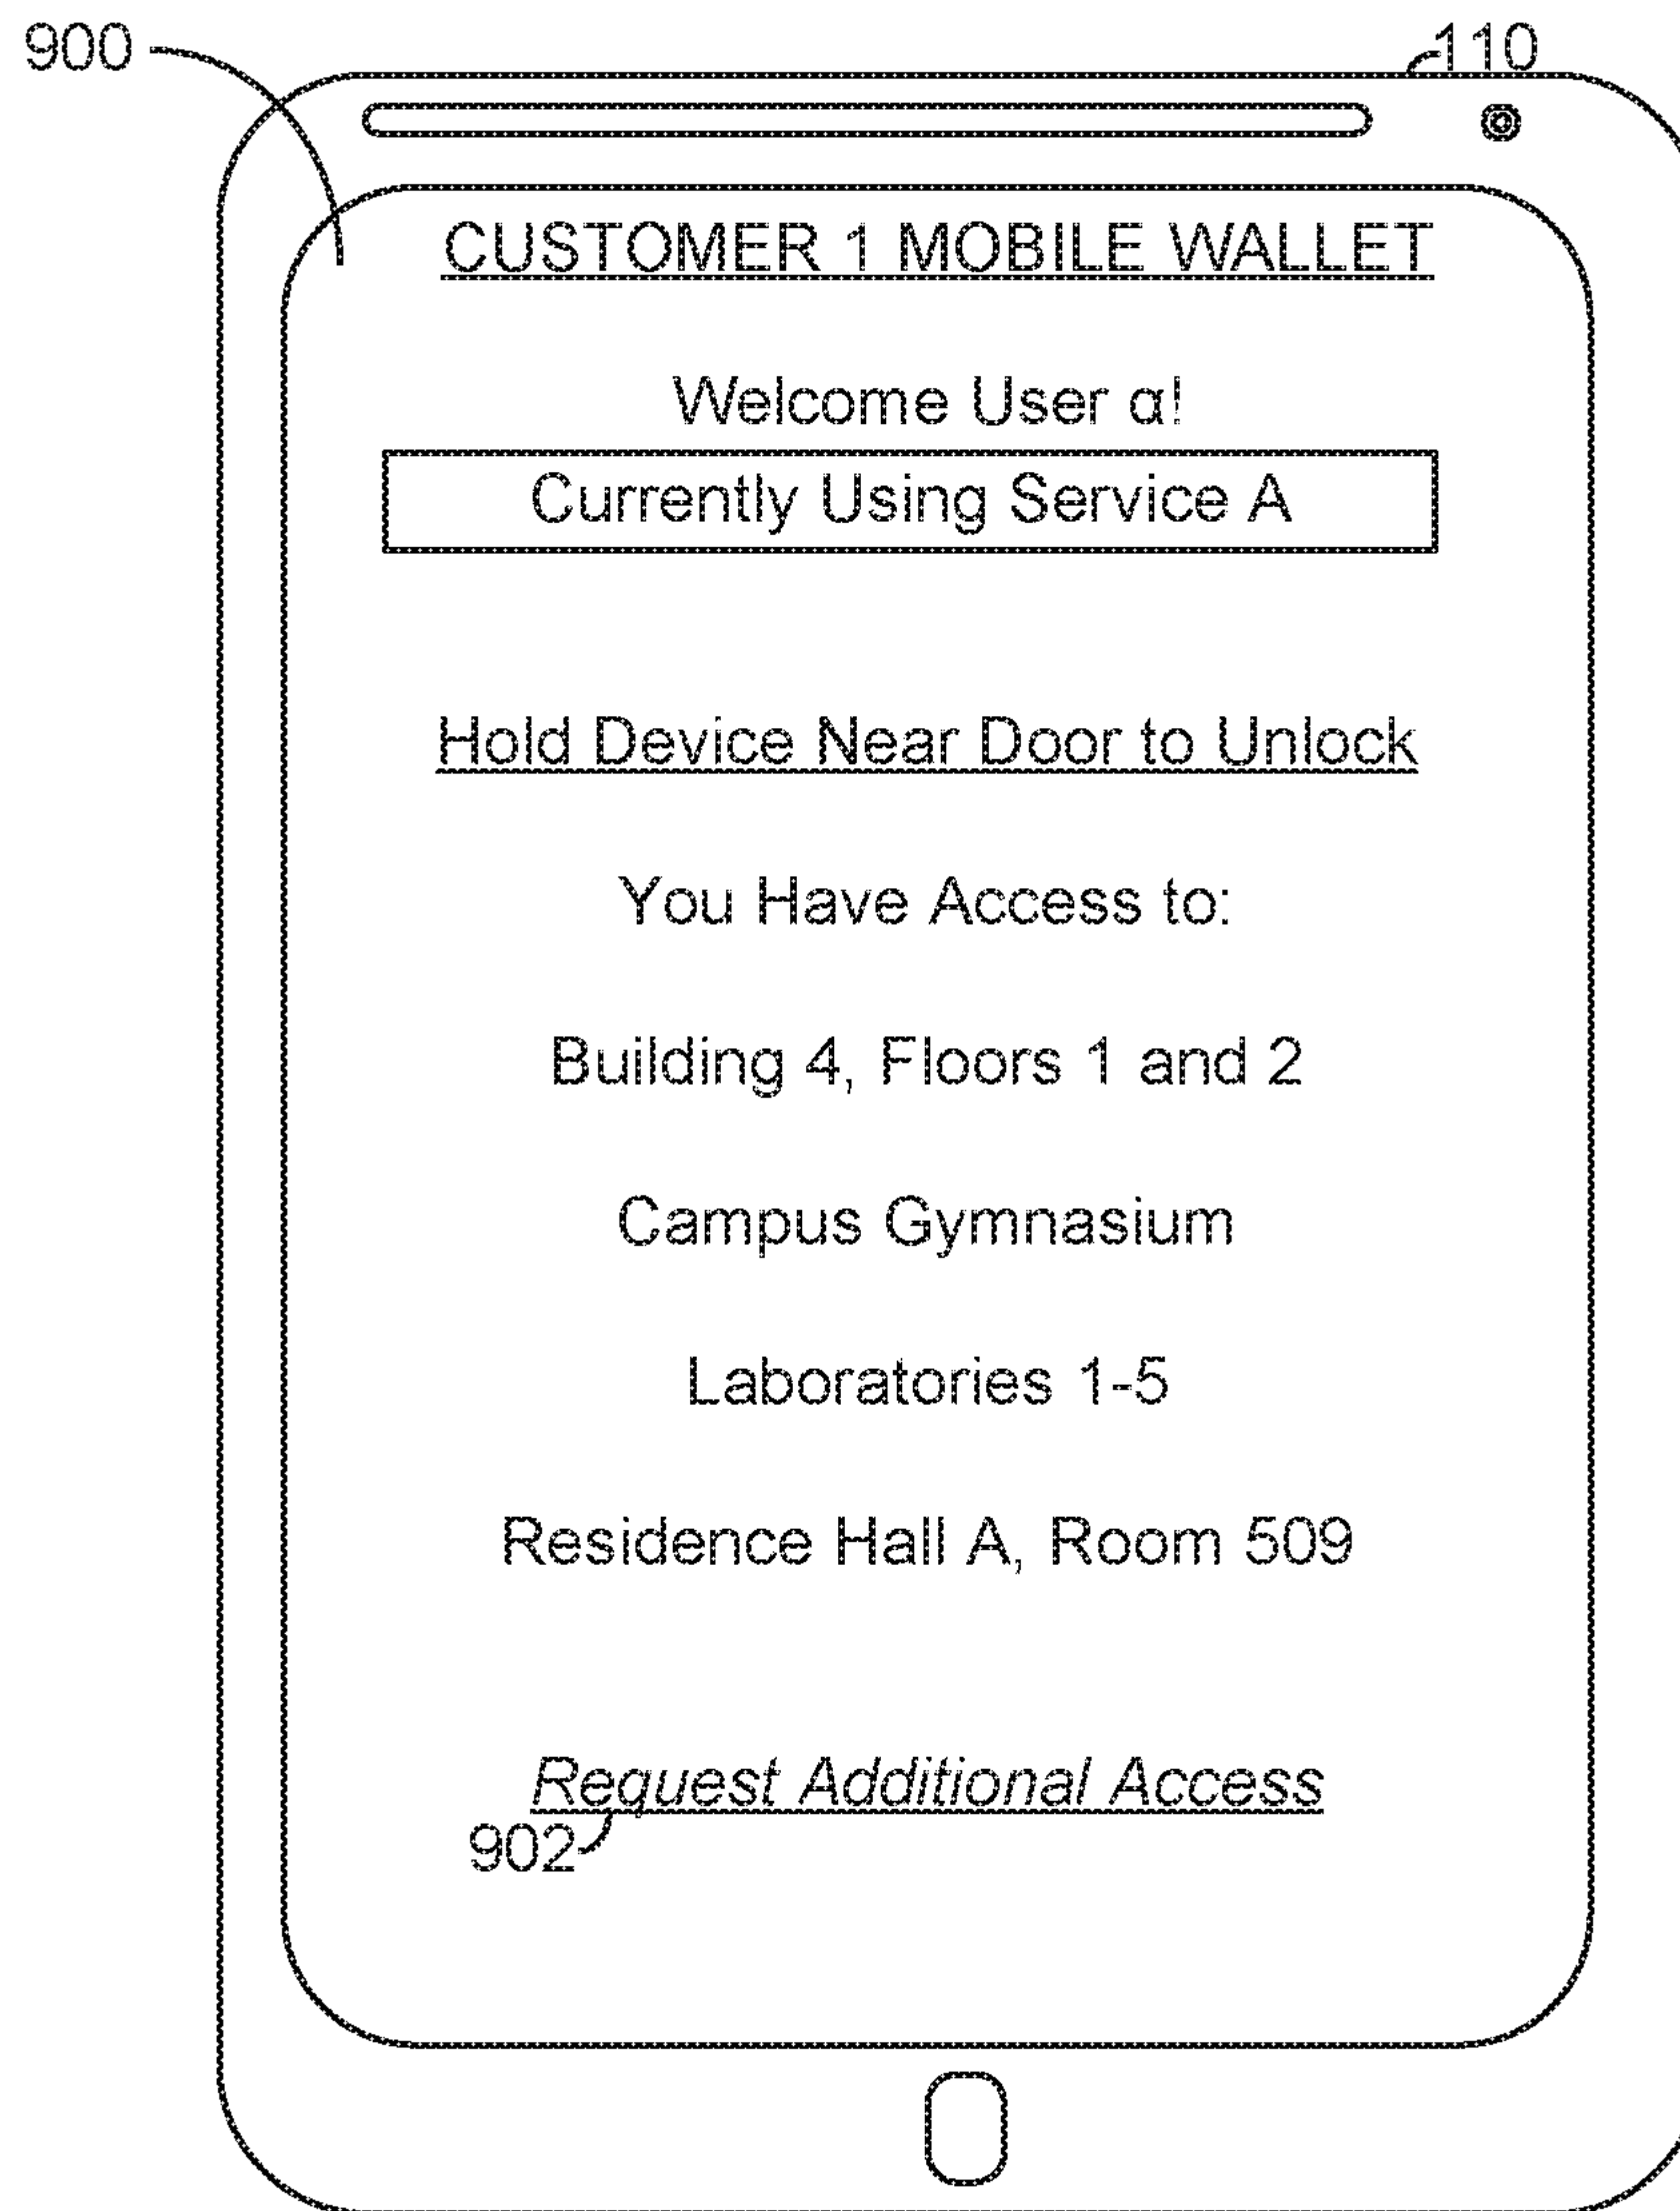 900
110
CUSTOMER 1 MOBILE WALLET
Welcome User α!
Currently Using Service A
Hold Device Near Door to Unlock
You Have Access to:
Building 4, Floors 1 and 2
Campus Gymnasium
Laboratories 1-5
Residence Hall A, Room 509
Request Additional Access
902